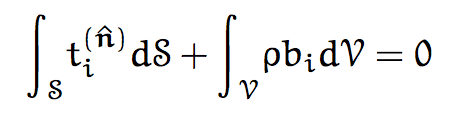 ∫_𝒮 t_i^{(n̂)} d𝒮 + ∫_𝒱 ρb_i d𝒱 = 0